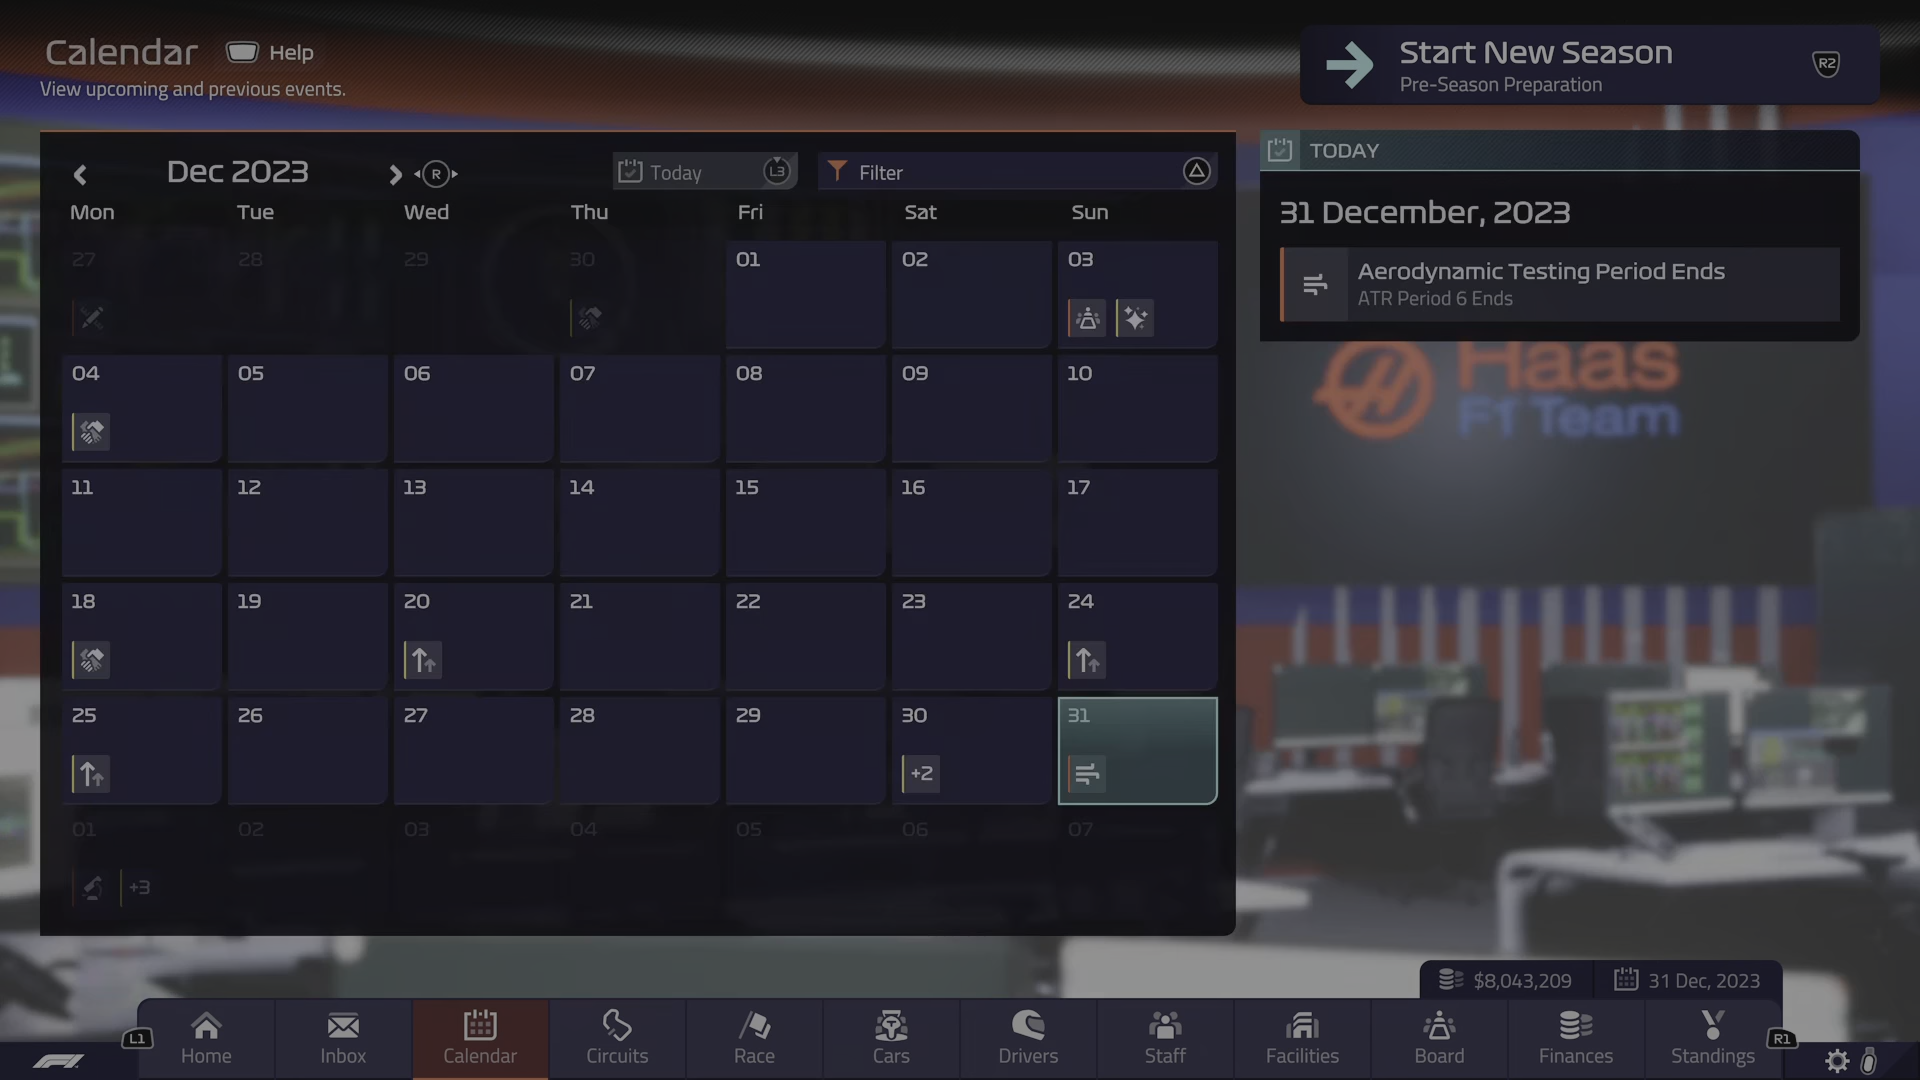 Calendar
Help
View upcoming and previous events.
Start New Season
Pre-Season Preparation
R2
Dec 2023
R
Today
L3
Filter
Mon Tue Wed Thu Fri Sat Sun
27 28 29 30 01 02 03
04 05 06 07 08 09 10
11 12 13 14 15 16 17
18 19 20 21 22 23 24
25 26 27 28 29 30 31
+2
01 02 03 04 05 06 07
+3
TODAY
31 December, 2023
Aerodynamic Testing Period Ends
ATR Period 6 Ends
Haas
F1 Team
$8,043,209
31 Dec, 2023
L1
Home
Inbox
Calendar
Circuits
Race
Cars
Drivers
Staff
Facilities
Board
Finances
Standings
R1